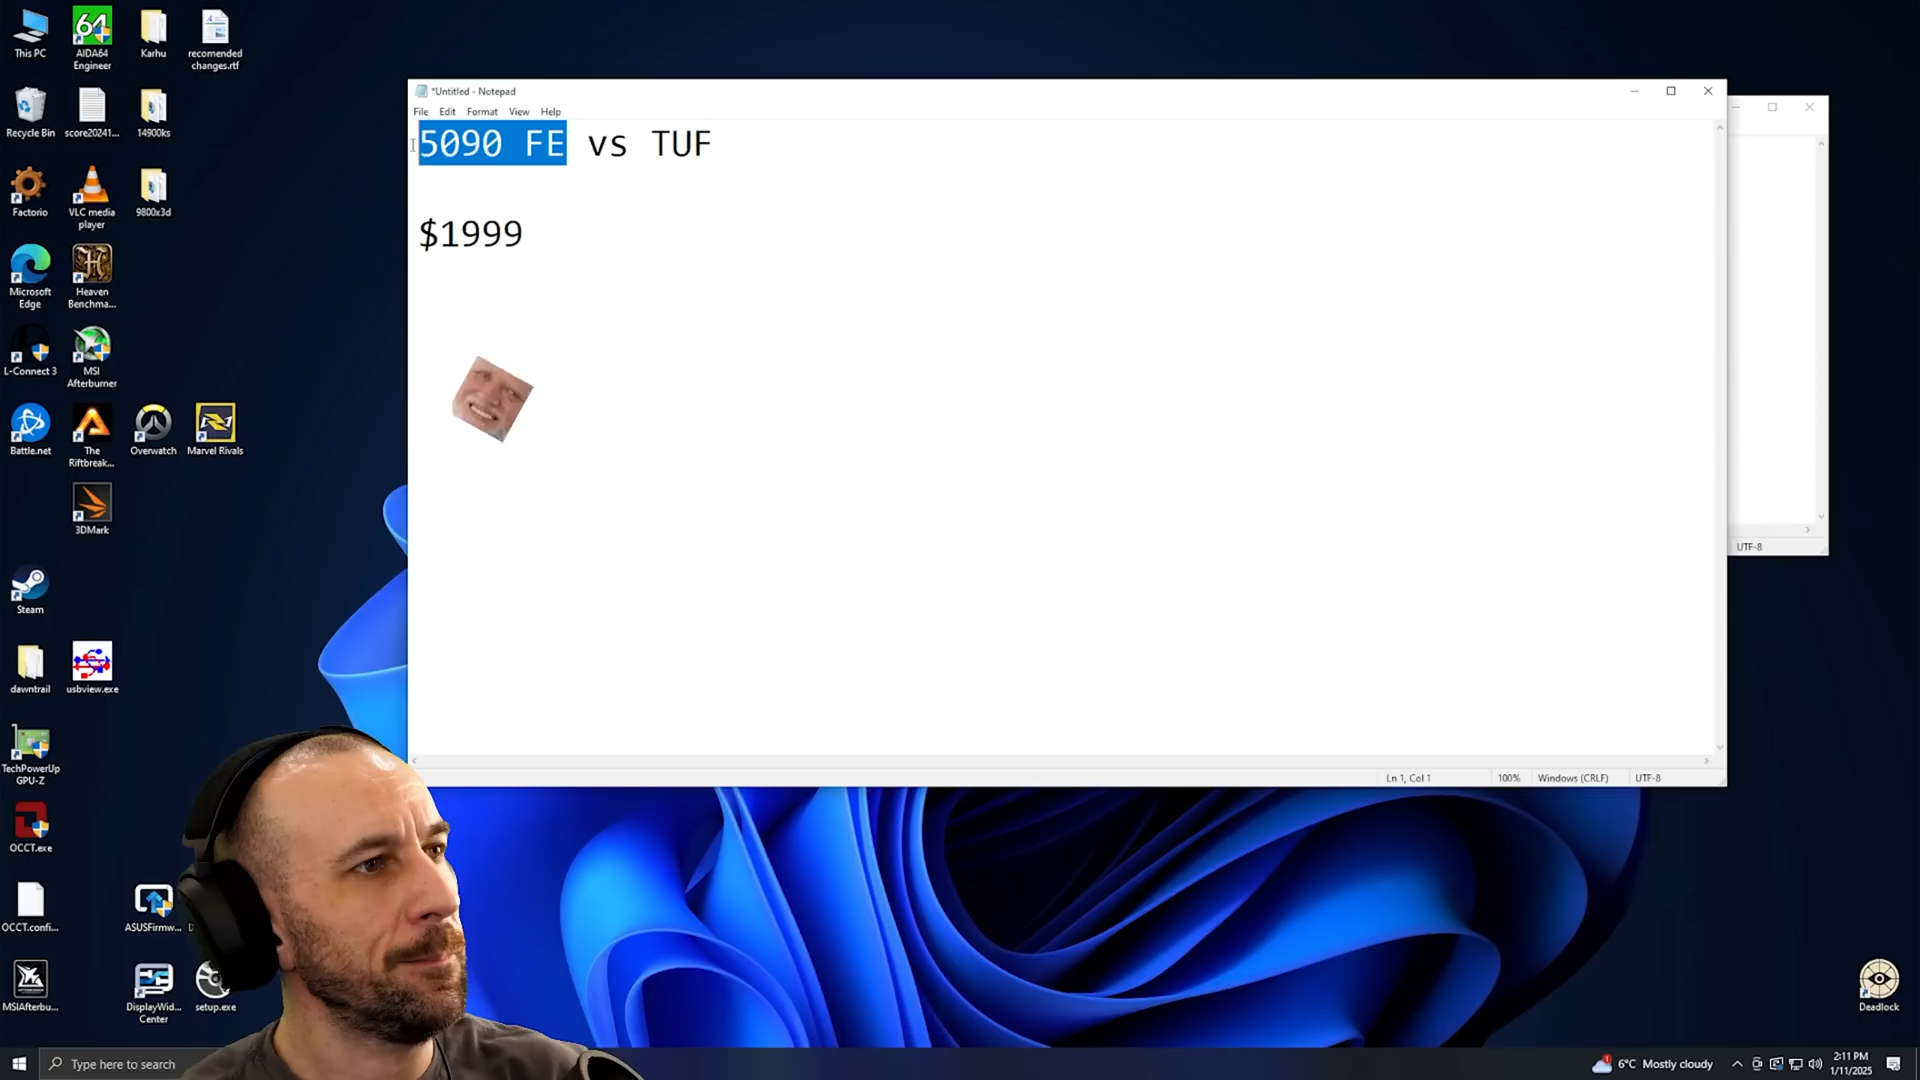 This PC
AIDA64
Engineer
Karhu
recomended
changes.rtf
Recycle Bin
score20241...
14900ks
Factorio
VLC media
player
9800x3d
Microsoft
Edge
Heaven
Benchma...
L-Connect 3
MSI
Afterburner
Battle.net
The
Riftbreak...
Overwatch
Marvel Rivals
3DMark
Steam
dawntrail
usbview.exe
TechPowerUp
GPU-Z
OCCT.exe
OCCT.confi...
ASUSFirmw...
MSIAfterbu...
DisplayWid...
Center
setup.exe
*Untitled - Notepad
File Edit Format View Help
5090 FE vs TUF
$1999
Ln 1, Col 1 100% Windows (CRLF) UTF-8
UTF-8
Deadlock
Type here to search
6°C Mostly cloudy
2:11 PM
1/11/2025